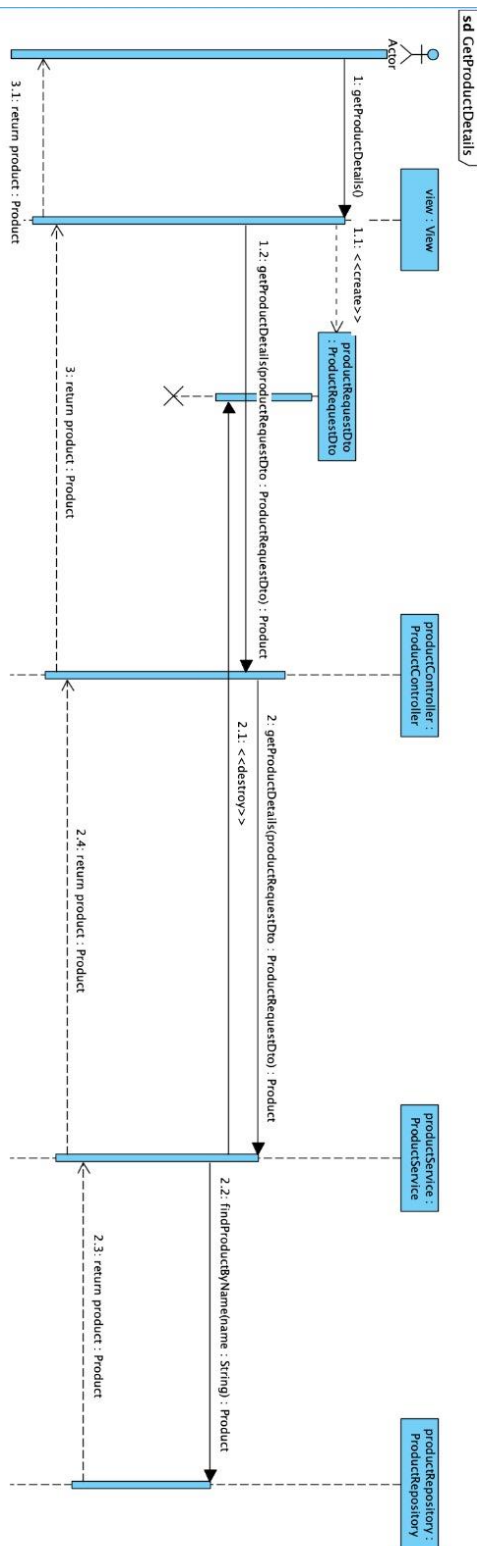 sd GetProductDetails
Actor
view : View
productRequestDto
: ProductRequestDto
productController :
ProductController
productService :
ProductService
productRepository :
ProductRepository
1: getProductDetails()
1.1: <<create>>
1.2: getProductDetails(productRequestDto : ProductRequestDto) : Product
2: getProductDetails(productRequestDto : ProductRequestDto) : Product
2.1: <<destroy>>
2.2: findProductByName(name : String) : Product
2.3: return product : Product
2.4: return product : Product
3: return product : Product
3.1: return product : Product